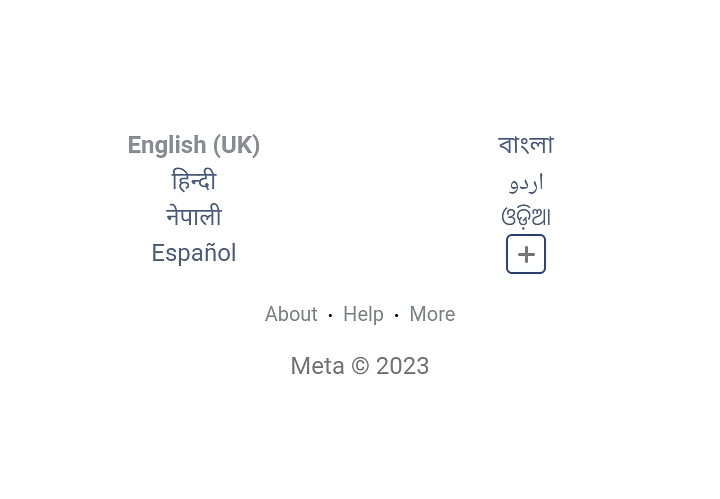 English (UK) বাংলা
हिन्दी اردو
नेपाली ଓଡ଼ିଆ
Español +
About · Help · More
Meta © 2023